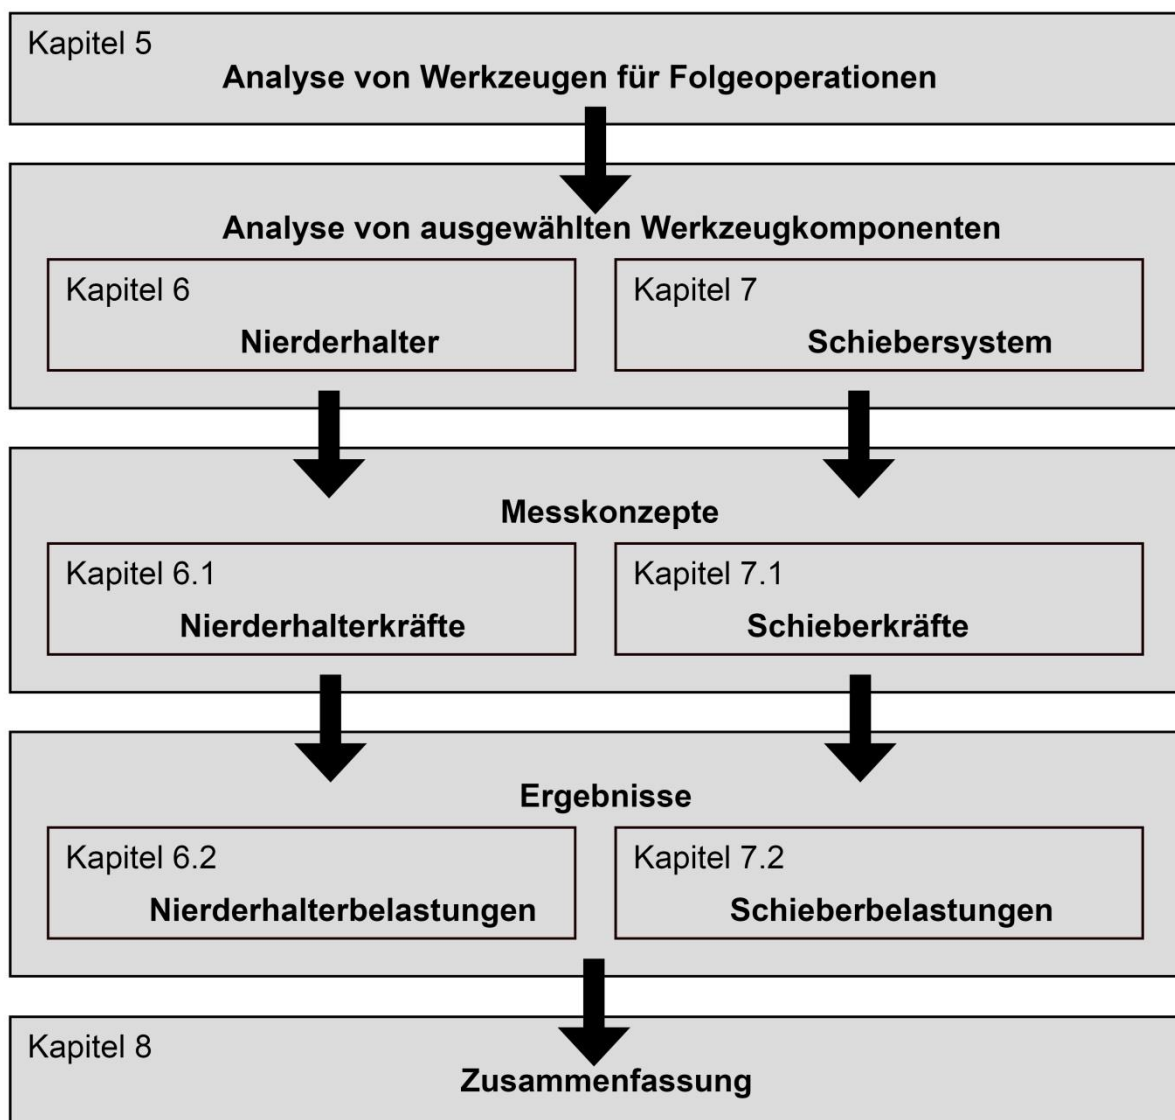 Kapitel 5
Analyse von Werkzeugen für Folgeoperationen
Analyse von ausgewählten Werkzeugkomponenten
Kapitel 6
Nierderhalter
Kapitel 7
Schiebersystem
Messkonzepte
Kapitel 6.1
Nierderhalterkräfte
Kapitel 7.1
Schieberkräfte
Ergebnisse
Kapitel 6.2
Nierderhalterbelastungen
Kapitel 7.2
Schieberbelastungen
Kapitel 8
Zusammenfassung